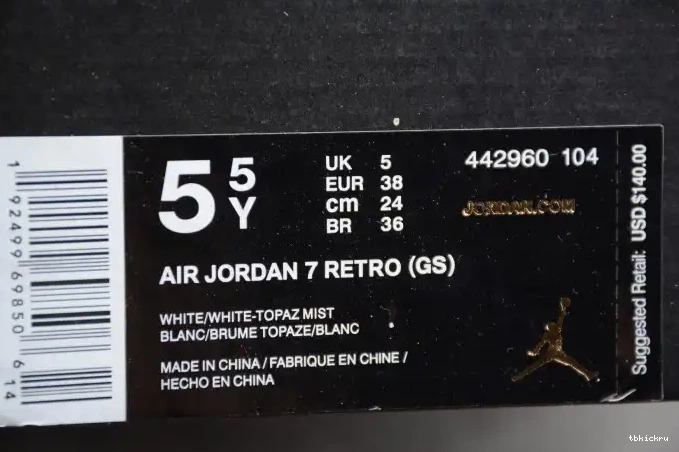 1 92499 69850 6 14
5 5Y
UK 5
EUR 38
cm 24
BR 36
442960 104
JORDAN.COM
AIR JORDAN 7 RETRO (GS)
WHITE/WHITE-TOPAZ MIST
BLANC/BRUME TOPAZE/BLANC
MADE IN CHINA / FABRIQUE EN CHINE /
HECHO EN CHINA
Suggested Retail: USD $140.00
tbkickru